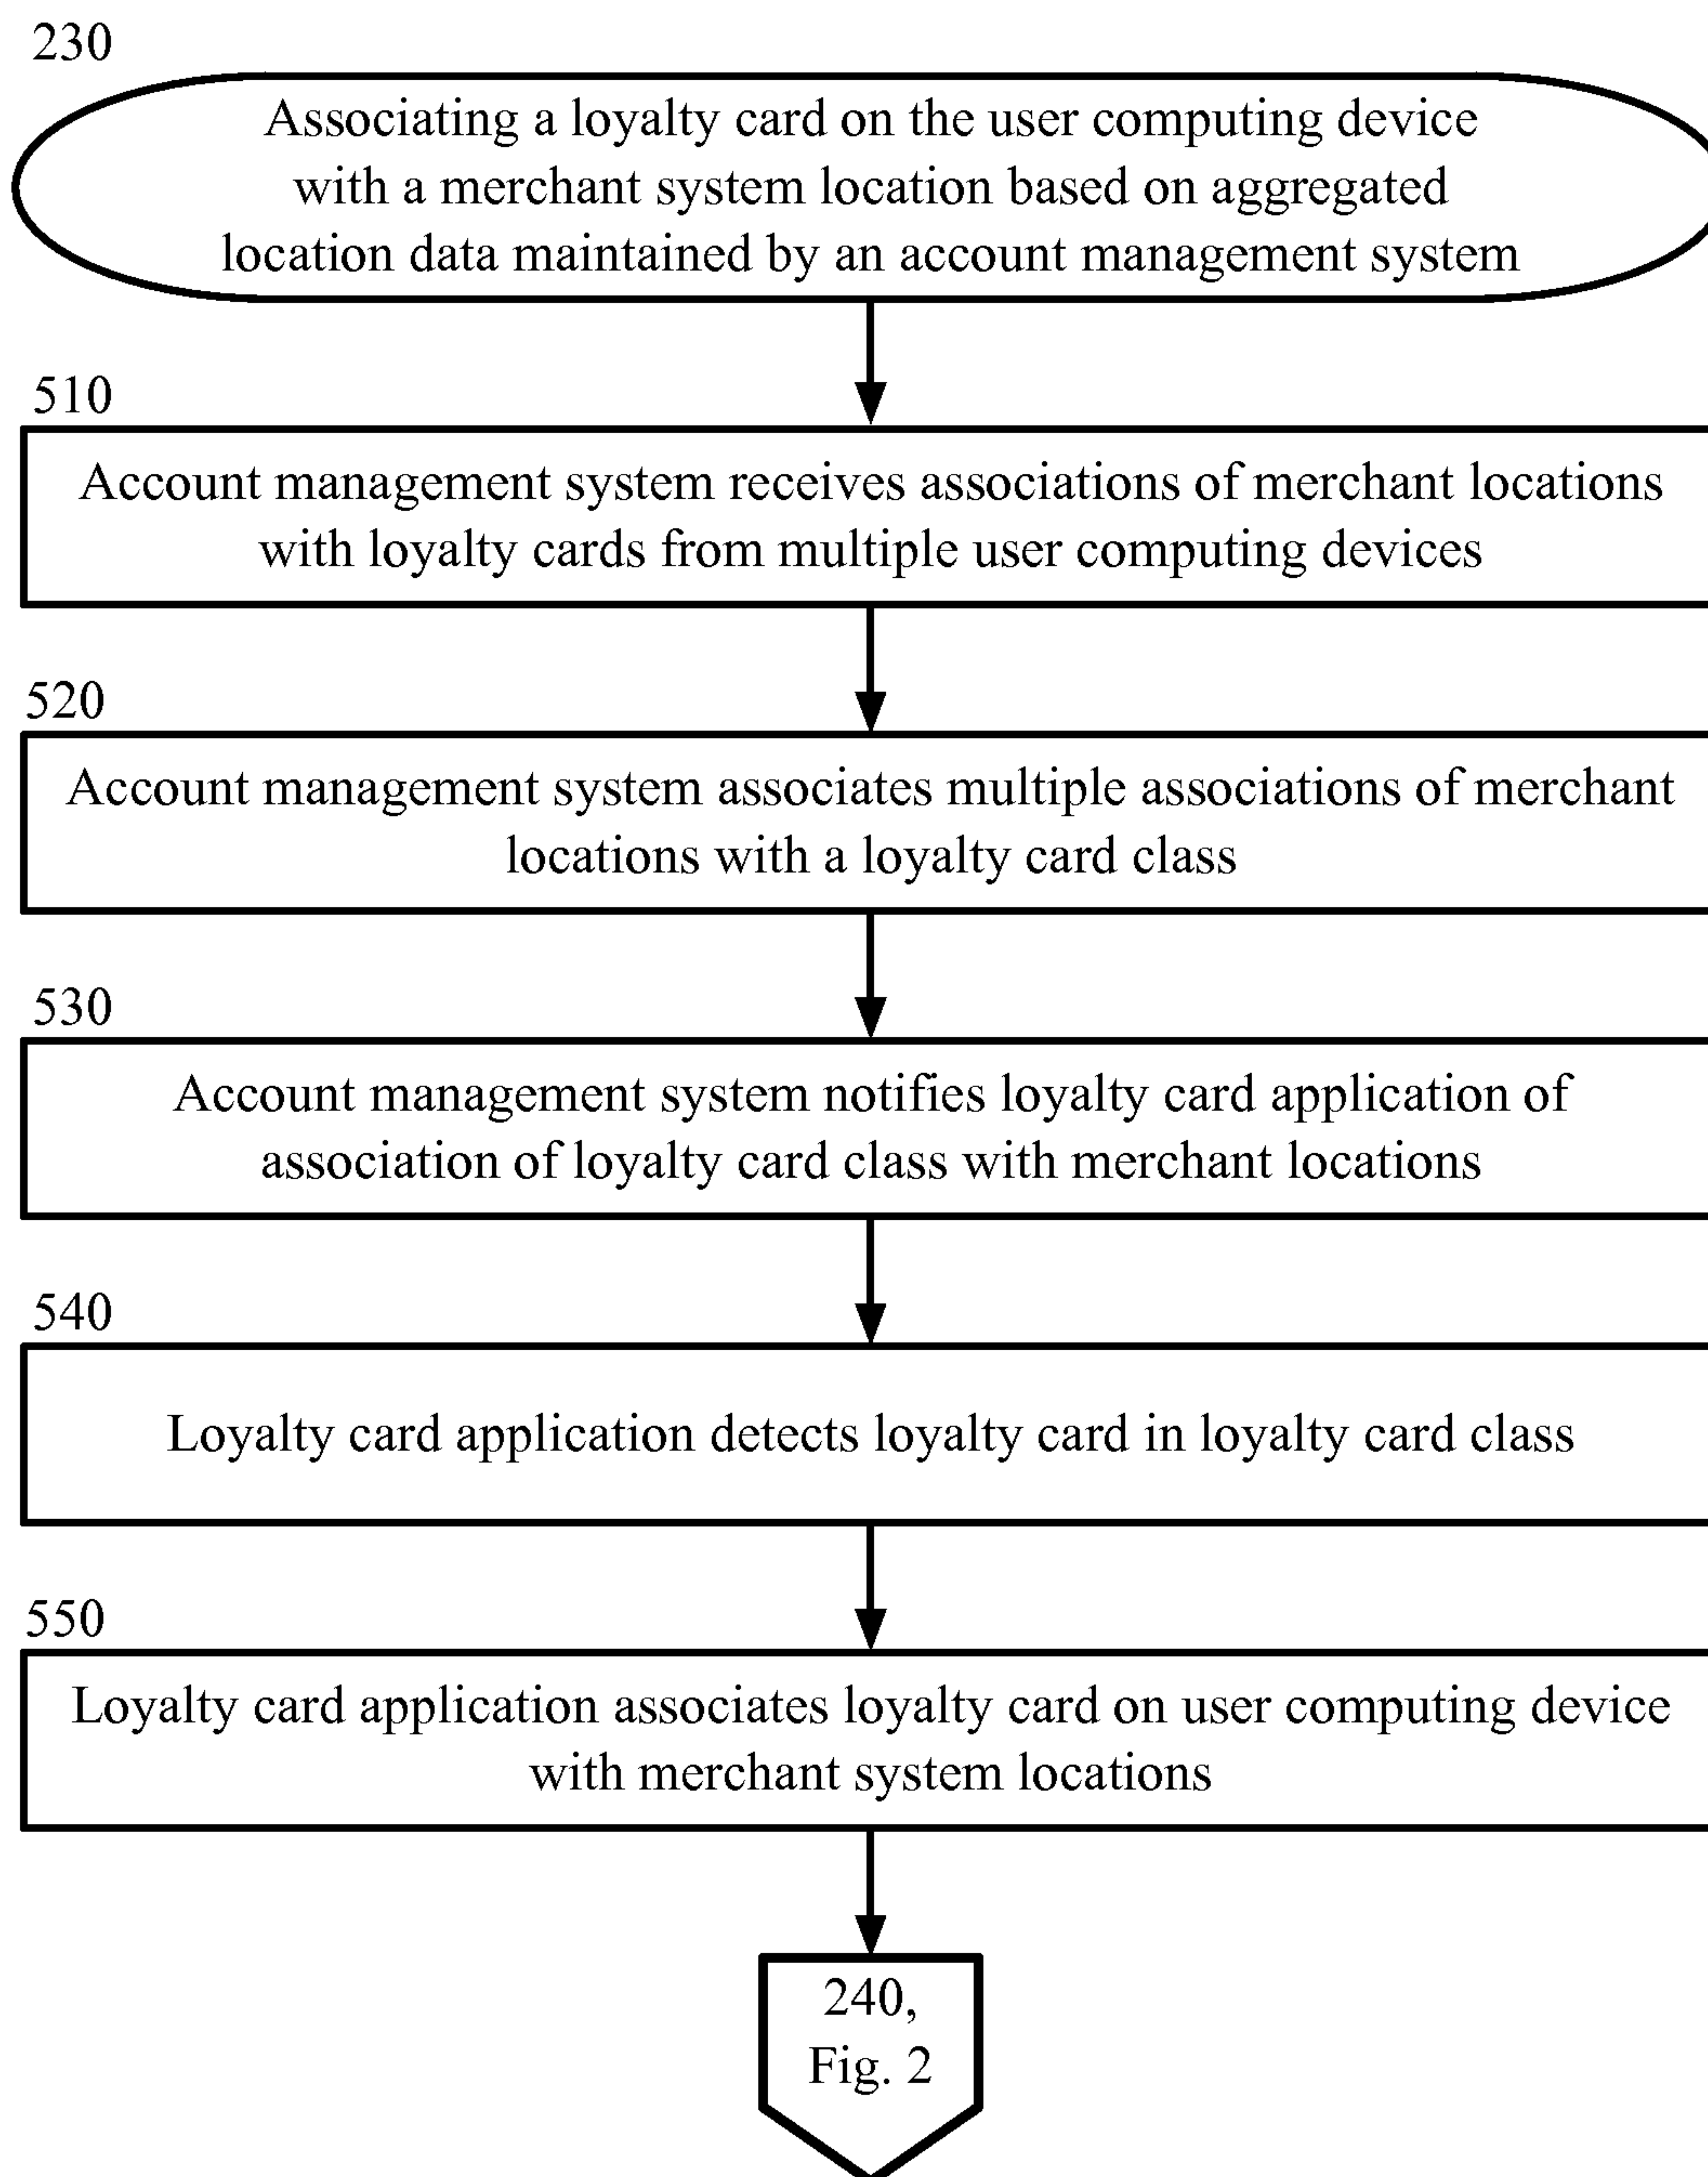 230
Associating a loyalty card on the user computing device
with a merchant system location based on aggregated
location data maintained by an account management system
510
Account management system receives associations of merchant locations
with loyalty cards from multiple user computing devices
520
Account management system associates multiple associations of merchant
locations with a loyalty card class
530
Account management system notifies loyalty card application of
association of loyalty card class with merchant locations
540
Loyalty card application detects loyalty card in loyalty card class
550
Loyalty card application associates loyalty card on user computing device
with merchant system locations
240,
Fig. 2